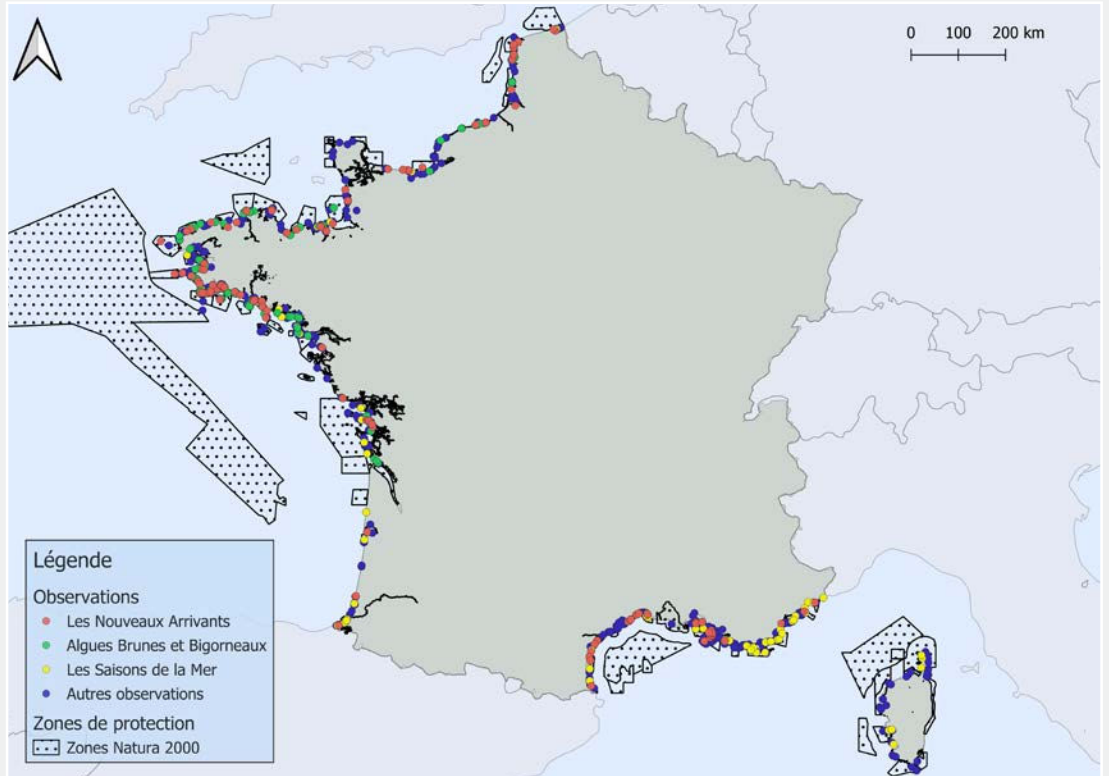 0 100 200 km
Légende
Observations
Les Nouveaux Arrivants
Algues Brunes et Bigorneaux
Les Saisons de la Mer
Autres observations
Zones de protection
Zones Natura 2000